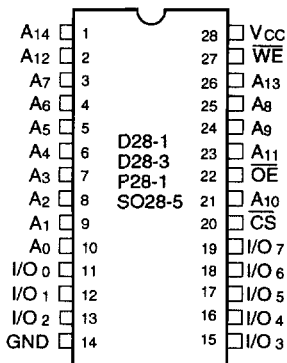 A14 1 28 VCC
A12 2 27 WE
A7 3 26 A13
A6 4 25 A8
A5 5 24 A9
A4 6 D28-1 23 A11
A3 7 D28-3 22 OE
A2 8 P28-1 21 A10
A1 9 SO28-5 20 CS
A0 10 19 I/O 7
I/O 0 11 18 I/O 6
I/O 1 12 17 I/O 5
I/O 2 13 16 I/O 4
GND 14 15 I/O 3